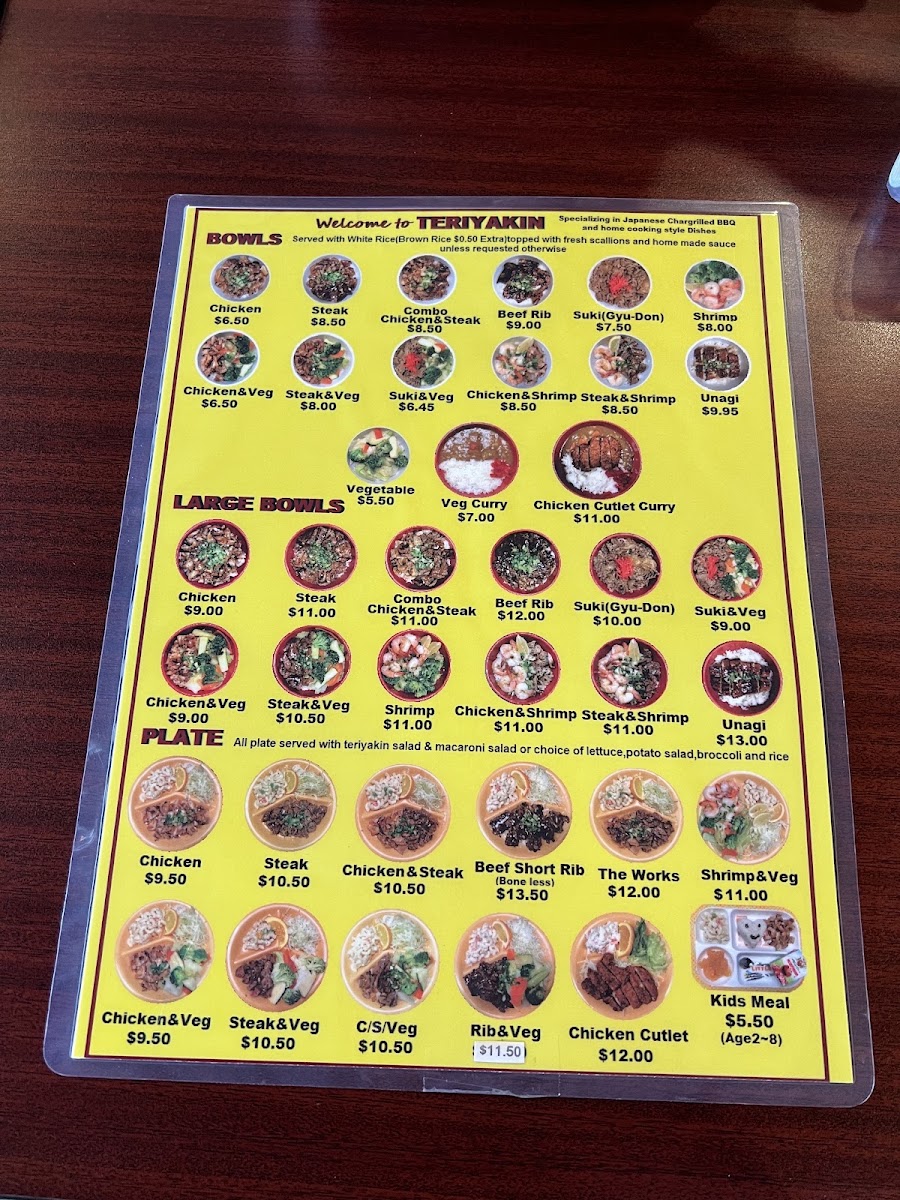 Welcome to TERIYAKIN
Specializing in Japanese Chargrilled BBQ
and home cooking style Dishes
BOWLS
Served with White Rice(Brown Rice $0.50 Extra)topped with fresh scallions and home made sauce
unless requested otherwise
Chicken
$6.50
Steak
$8.50
Combo
Chicken&Steak
$8.50
Beef Rib
$9.00
Suki(Gyu-Don)
$7.50
Shrimp
$8.00
Chicken&Veg
$6.50
Steak&Veg
$8.00
Suki&Veg
$6.45
Chicken&Shrimp
$8.50
Steak&Shrimp
$8.50
Unagi
$9.95
Vegetable
$5.50
Veg Curry
$7.00
Chicken Cutlet Curry
$11.00
LARGE BOWLS
Chicken
$9.00
Steak
$11.00
Combo
Chicken&Steak
$11.00
Beef Rib
$12.00
Suki(Gyu-Don)
$10.00
Suki&Veg
$9.00
Chicken&Veg
$9.00
Steak&Veg
$10.50
Shrimp
$11.00
Chicken&Shrimp
$11.00
Steak&Shrimp
$11.00
Unagi
$13.00
PLATE
All plate served with teriyakin salad & macaroni salad or choice of lettuce,potato salad,broccoli and rice
Chicken
$9.50
Steak
$10.50
Chicken&Steak
$10.50
Beef Short Rib
(Bone less)
$13.50
The Works
$12.00
Shrimp&Veg
$11.00
Chicken&Veg
$9.50
Steak&Veg
$10.50
C/S/Veg
$10.50
Rib&Veg
$11.50
Chicken Cutlet
$12.00
Kids Meal
$5.50
(Age2~8)